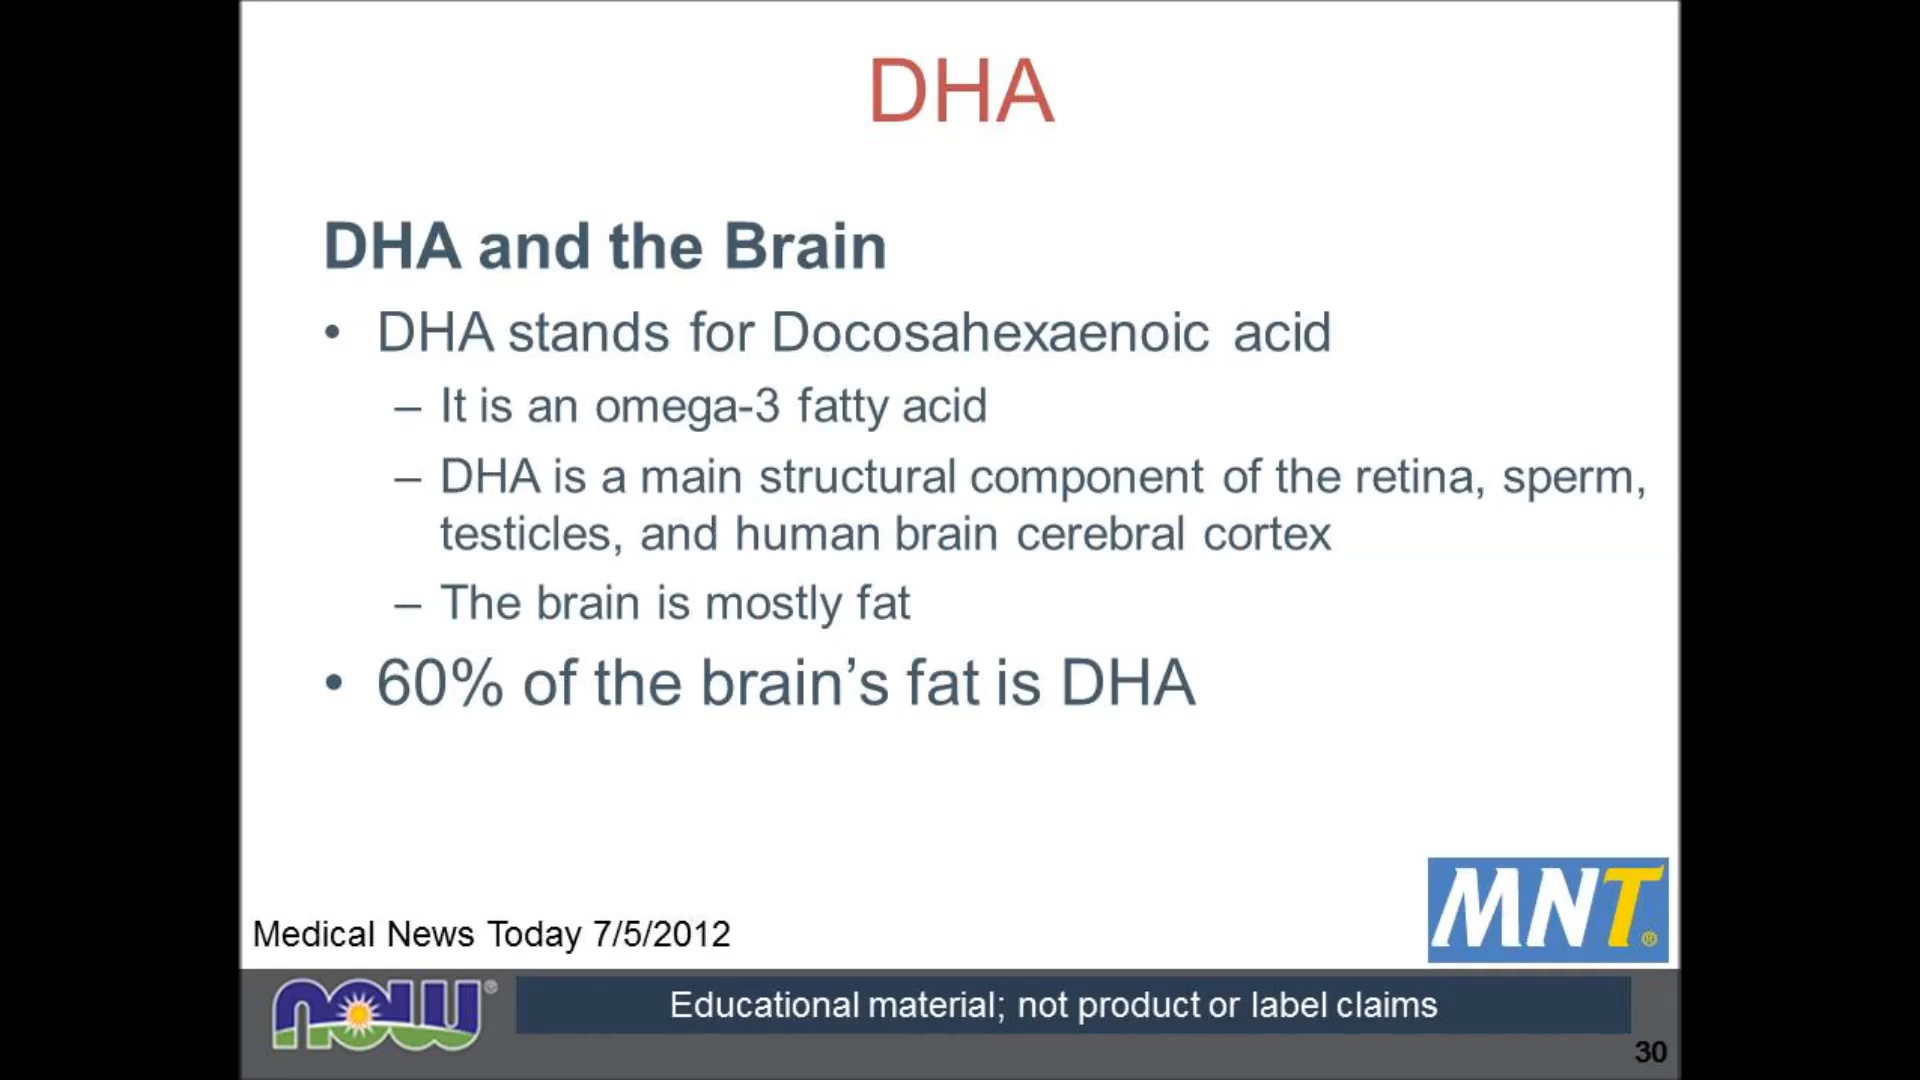 DHA
DHA and the Brain
• DHA stands for Docosahexaenoic acid
– It is an omega-3 fatty acid
– DHA is a main structural component of the retina, sperm,
testicles, and human brain cerebral cortex
– The brain is mostly fat
• 60% of the brain’s fat is DHA
MNT®
Medical News Today 7/5/2012
now®
Educational material; not product or label claims
30